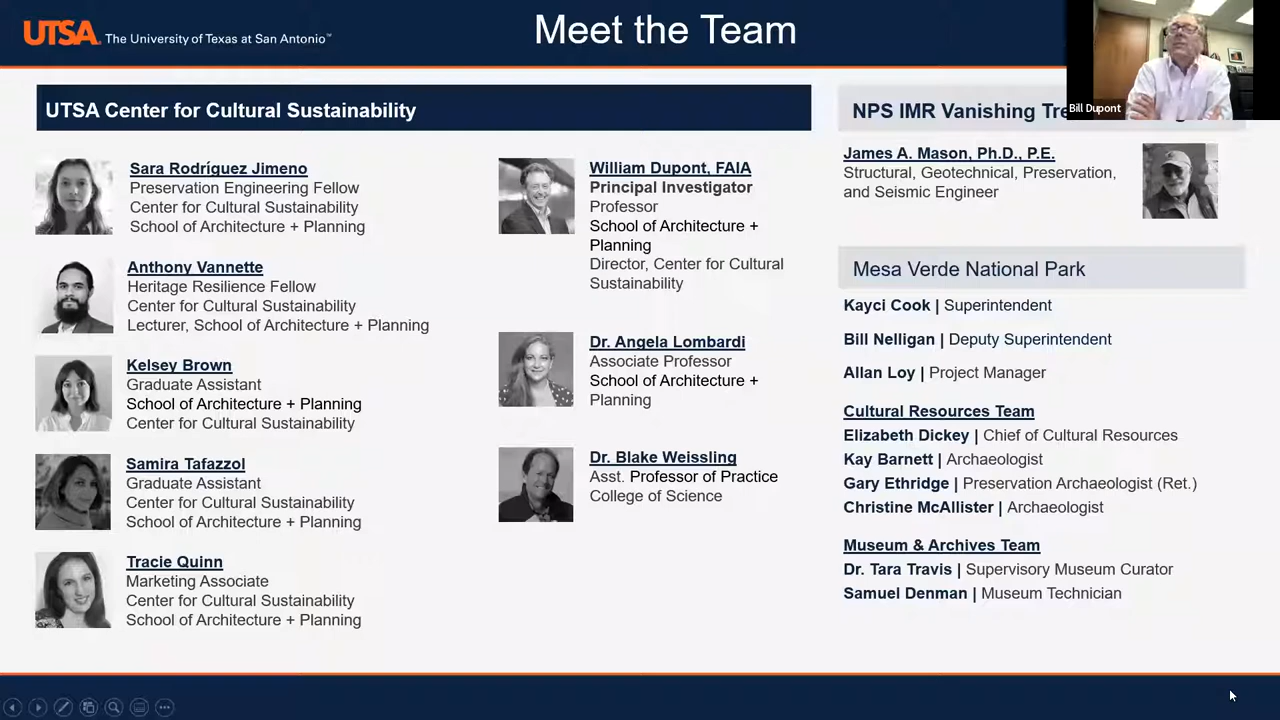 UTSA The University of Texas at San Antonio™
Meet the Team
Bill Dupont
UTSA Center for Cultural Sustainability
Sara Rodríguez Jimeno
Preservation Engineering Fellow
Center for Cultural Sustainability
School of Architecture + Planning
Anthony Vannette
Heritage Resilience Fellow
Center for Cultural Sustainability
Lecturer, School of Architecture + Planning
Kelsey Brown
Graduate Assistant
School of Architecture + Planning
Center for Cultural Sustainability
Samira Tafazzol
Graduate Assistant
Center for Cultural Sustainability
School of Architecture + Planning
Tracie Quinn
Marketing Associate
Center for Cultural Sustainability
School of Architecture + Planning
William Dupont, FAIA
Principal Investigator
Professor
School of Architecture +
Planning
Director, Center for Cultural
Sustainability
Dr. Angela Lombardi
Associate Professor
School of Architecture +
Planning
Dr. Blake Weissling
Asst. Professor of Practice
College of Science
NPS IMR Vanishing
James A. Mason, Ph.D., P.E.
Structural, Geotechnical, Preservation,
and Seismic Engineer
Mesa Verde National Park
Kayci Cook | Superintendent
Bill Nelligan | Deputy Superintendent
Allan Loy | Project Manager
Cultural Resources Team
Elizabeth Dickey | Chief of Cultural Resources
Kay Barnett | Archaeologist
Gary Ethridge | Preservation Archaeologist (Ret.)
Christine McAllister | Archaeologist
Museum & Archives Team
Dr. Tara Travis | Supervisory Museum Curator
Samuel Denman | Museum Technician